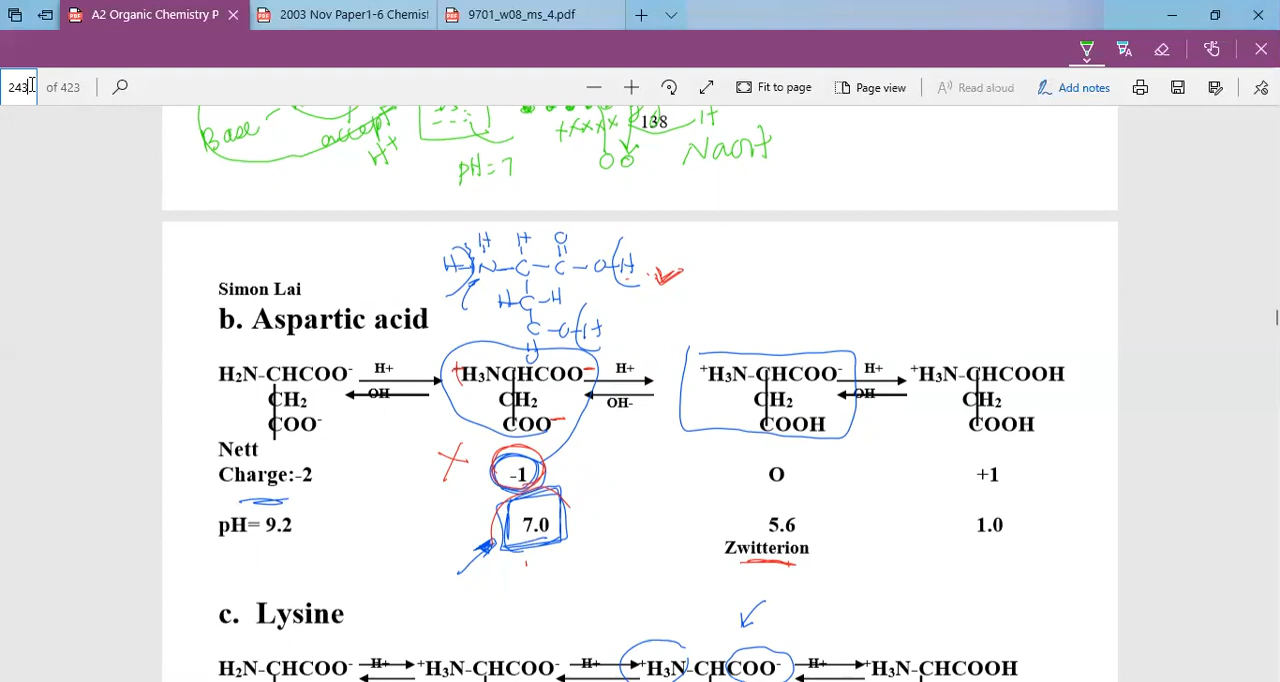 A2 Organic Chemistry P
2003 Nov Paper1-6 Chemist
9701_w08_ms_4.pdf
243 of 423
Fit to page
Page view
Read aloud
Add notes
Base
accept
H+
pH=7
138
NaOH
Simon Lai
b. Aspartic acid
H2N-CHCOO- H+ OH +H3NCHCOO- H+ OH- +H3N-CHCOO- H+ OH +H3N-CHCOOH
CH2 CH2 CH2 CH2
COO- COO- COOH COOH
Nett
Charge:-2 -1 O +1
pH= 9.2 7.0 5.6 1.0
Zwitterion
c. Lysine
H2N-CHCOO- H+ +H3N-CHCOO- H+ +H3N-CHCOO- H+ +H3N-CHCOOH